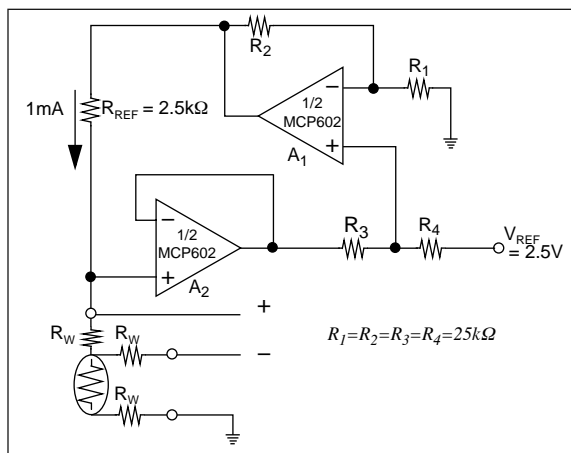 R2
R1
1/2
MCP602
A1
1mA
RREF = 2.5kΩ
−
+
1/2
MCP602
A2
−
+
R3
R4
VREF
= 2.5V
+
−
RW
RW
RW
R1=R2=R3=R4=25kΩ